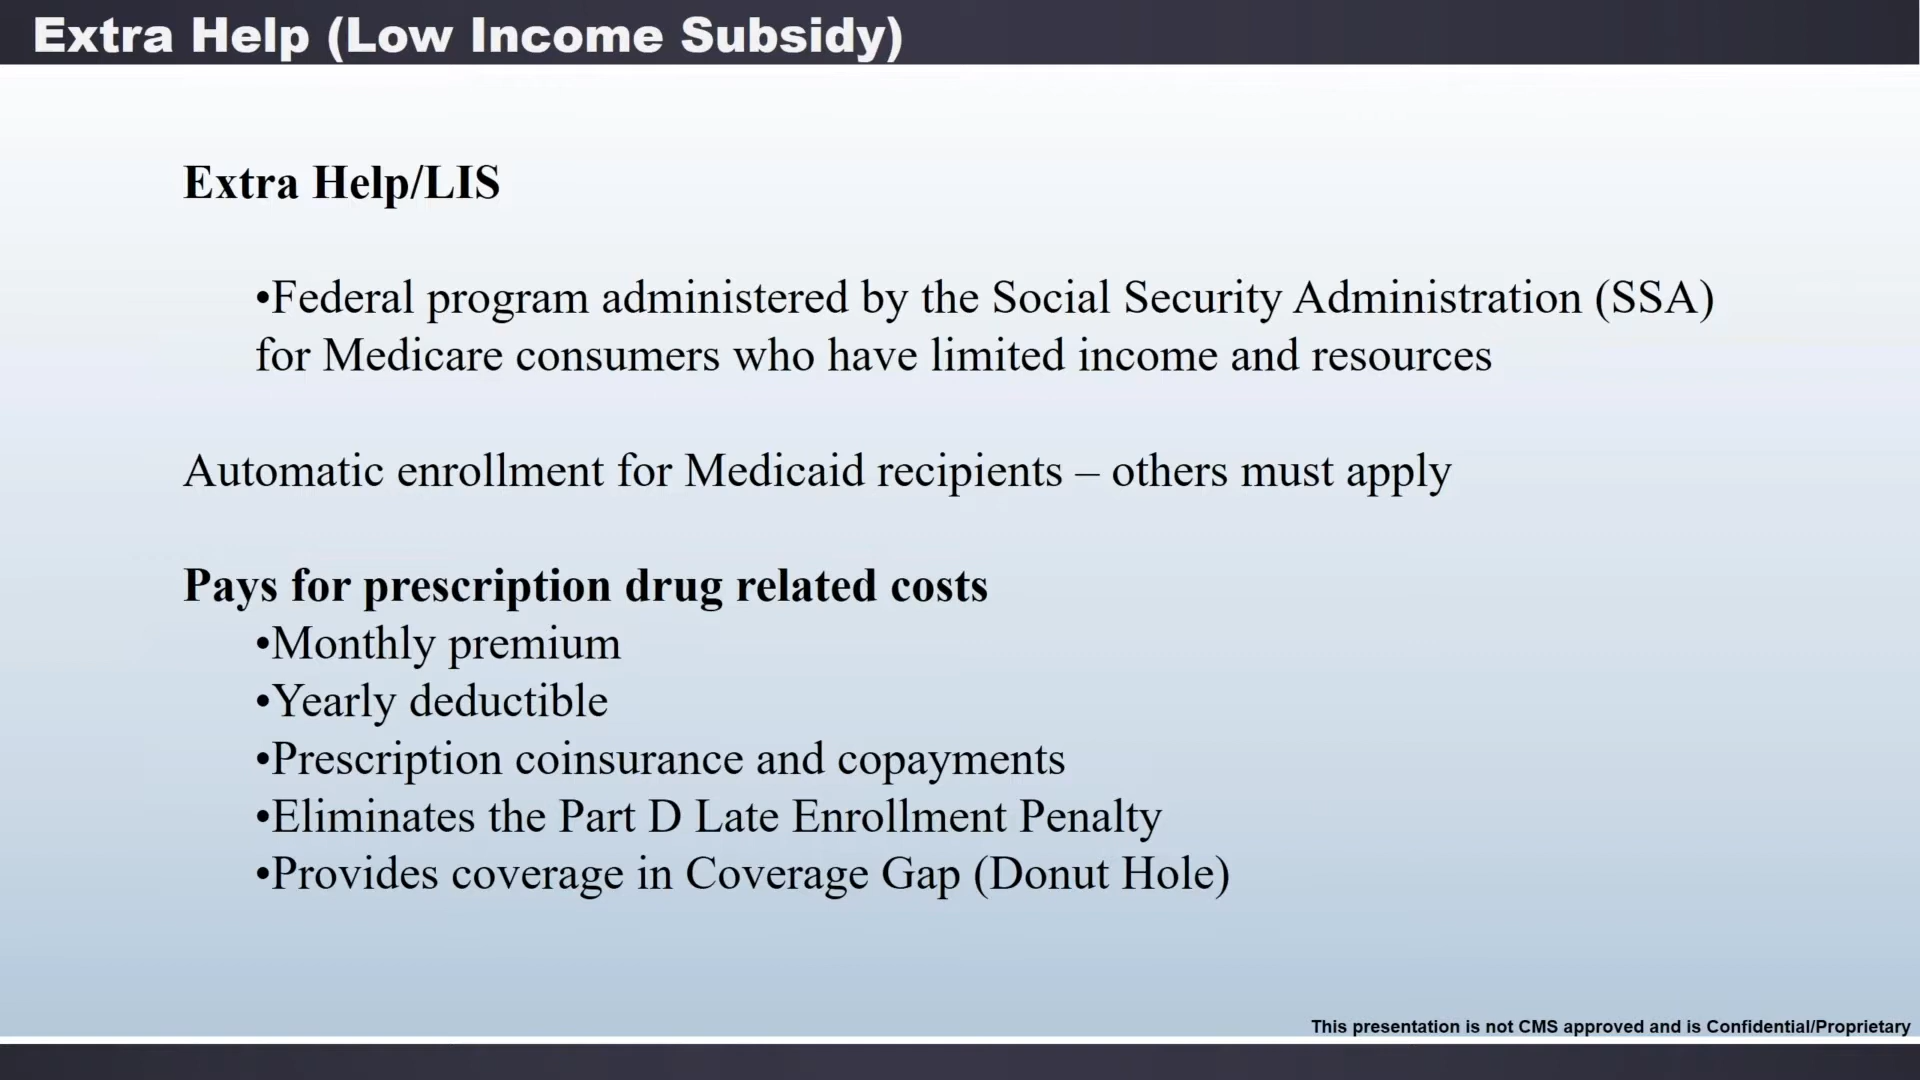 Extra Help (Low Income Subsidy)
Extra Help/LIS
•Federal program administered by the Social Security Administration (SSA)
for Medicare consumers who have limited income and resources
Automatic enrollment for Medicaid recipients – others must apply
Pays for prescription drug related costs
•Monthly premium
•Yearly deductible
•Prescription coinsurance and copayments
•Eliminates the Part D Late Enrollment Penalty
•Provides coverage in Coverage Gap (Donut Hole)
This presentation is not CMS approved and is Confidential/Proprietary